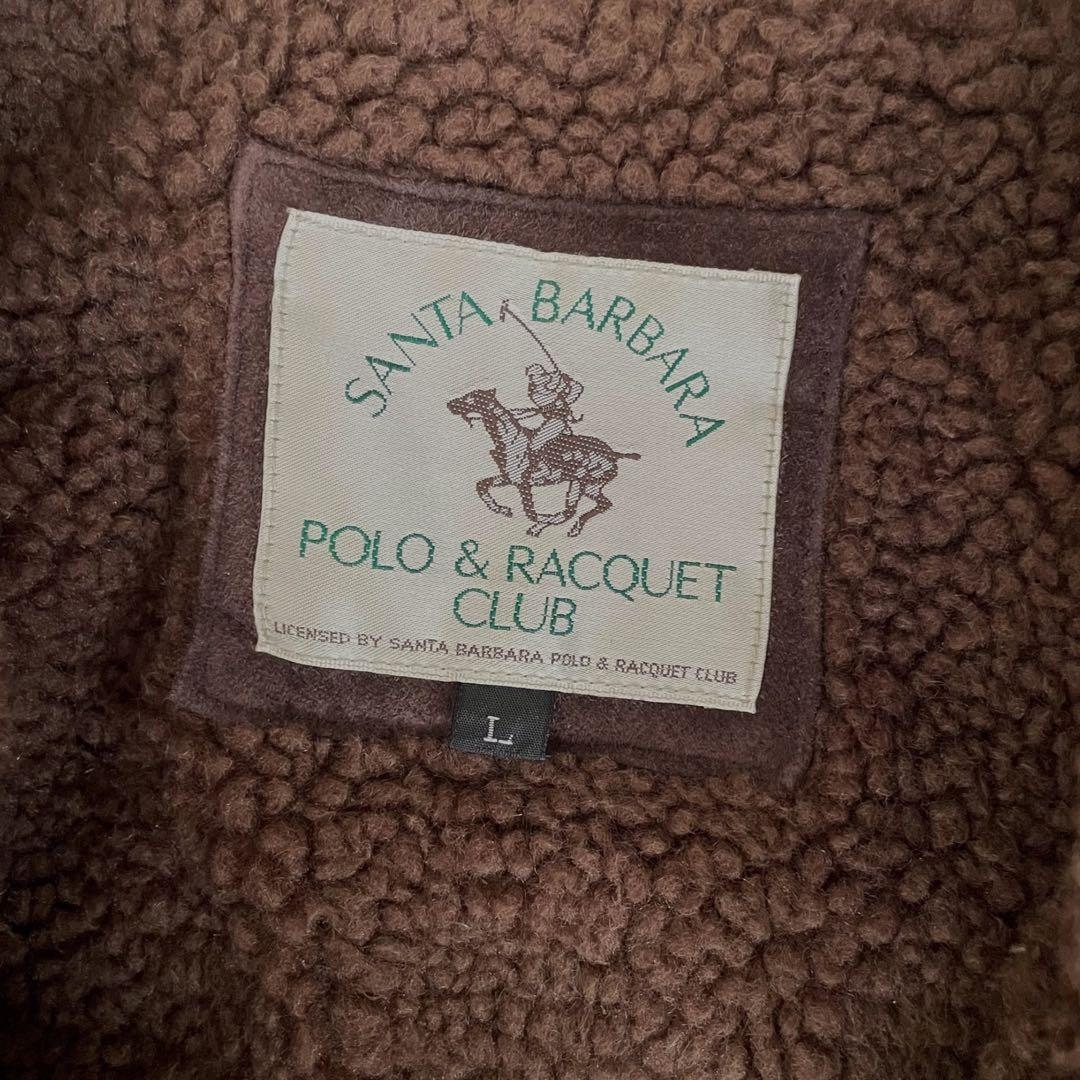 SANTA BARBARA
POLO & RACQUET
CLUB
LICENSED BY SANTA BARBARA POLO & RACQUET CLUB
L